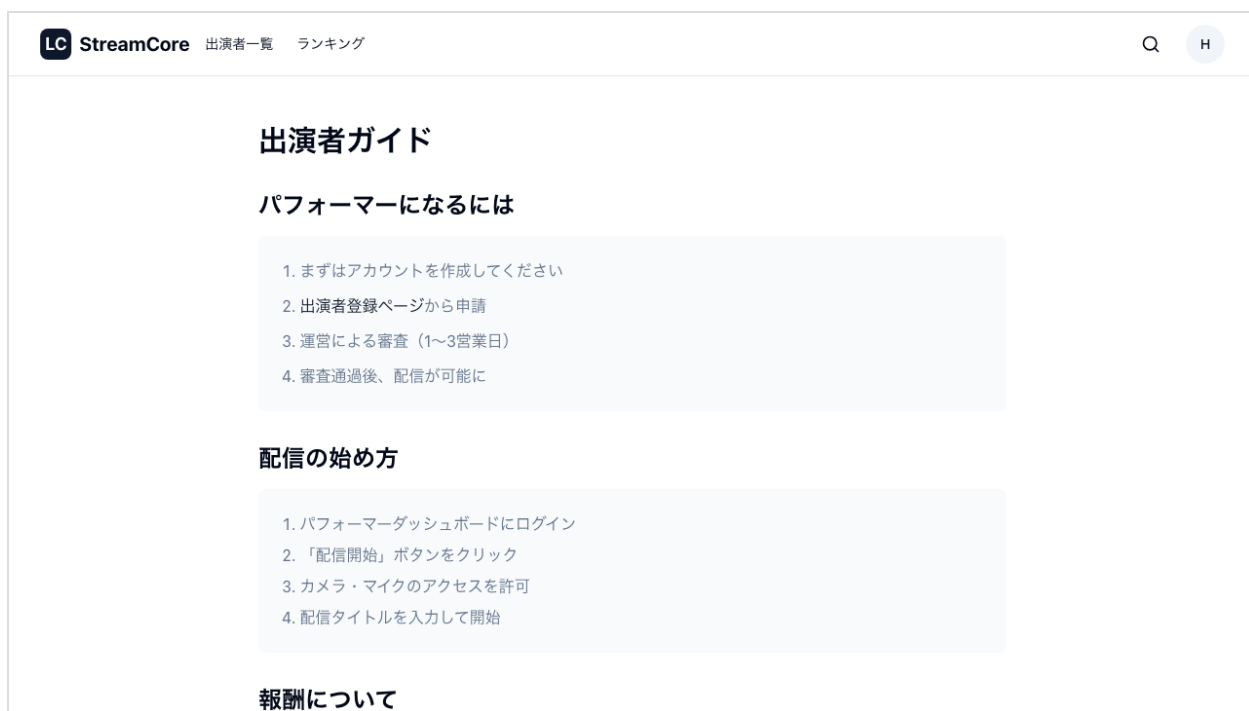 LC StreamCore 出演者一覧 ランキング H
出演者ガイド
パフォーマーになるには
1. まずはアカウントを作成してください
2. 出演者登録ページから申請
3. 運営による審査（1〜3営業日）
4. 審査通過後、配信が可能に
配信の始め方
1. パフォーマーダッシュボードにログイン
2. 「配信開始」ボタンをクリック
3. カメラ・マイクのアクセスを許可
4. 配信タイトルを入力して開始
報酬について